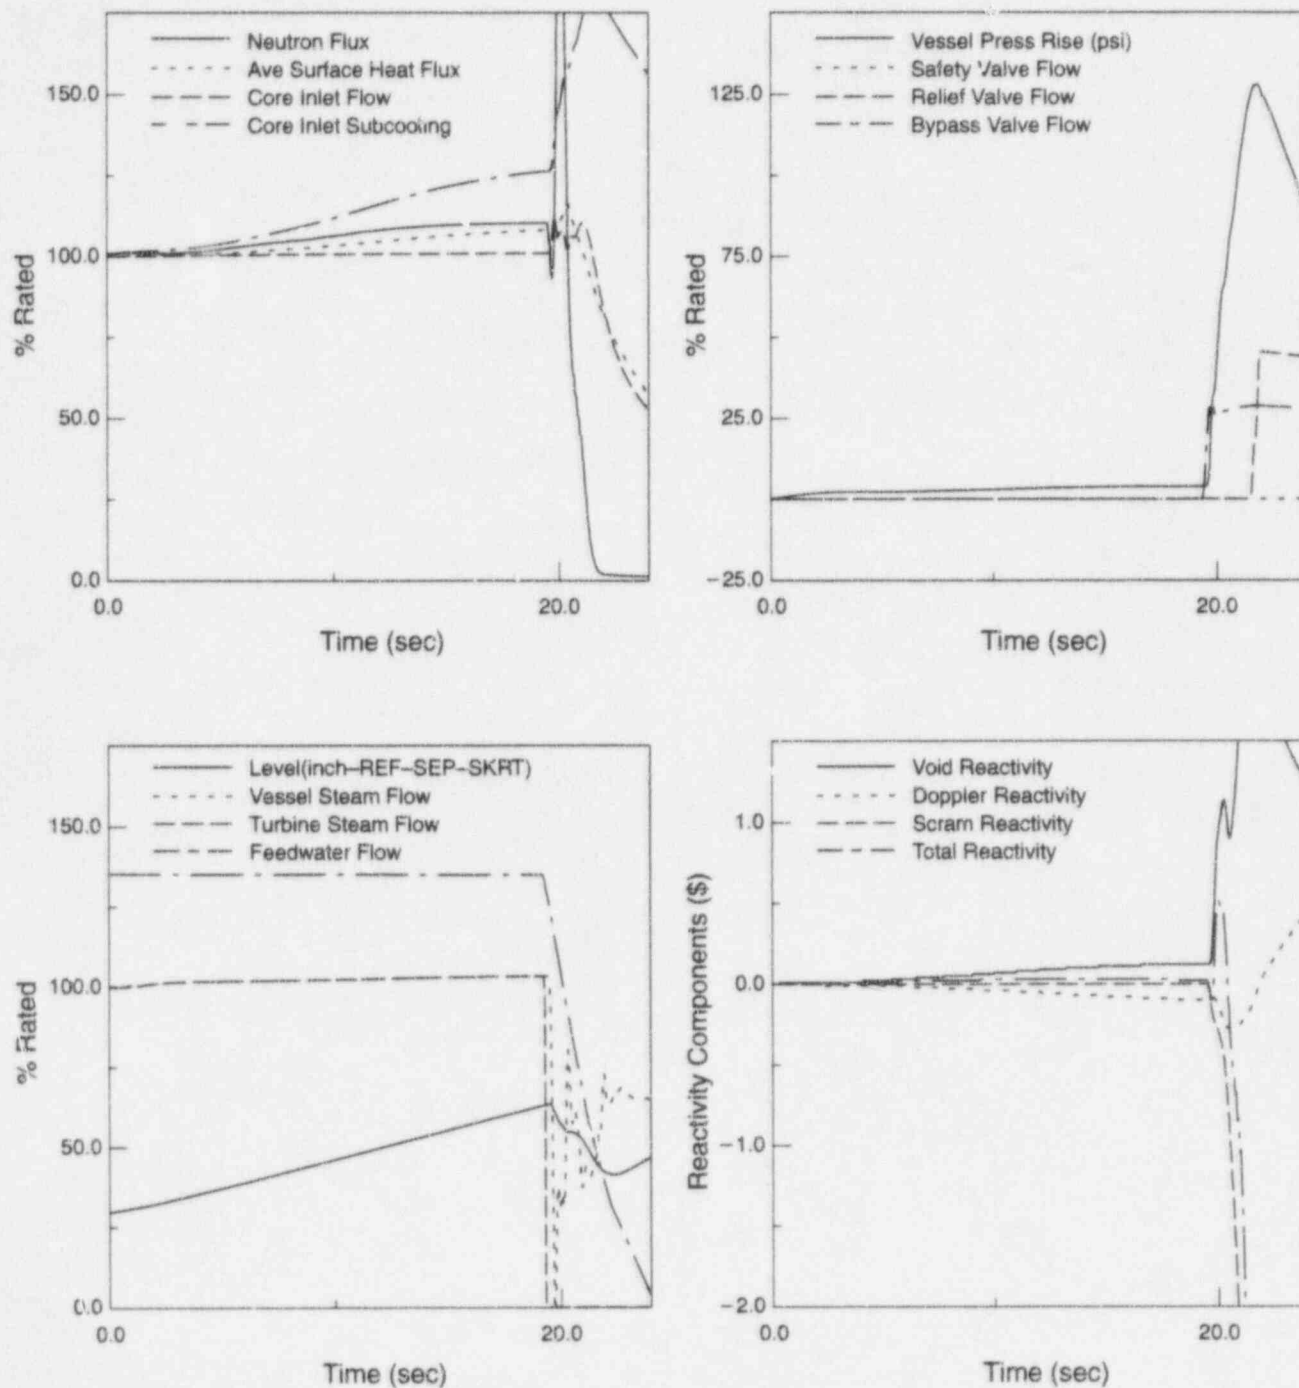 Neutron Flux
Ave Surface Heat Flux
Core Inlet Flow
Core Inlet Subcooling
150.0
100.0
50.0
0.0
% Rated
0.0 20.0
Time (sec)
Vessel Press Rise (psi)
Safety Valve Flow
Relief Valve Flow
Bypass Valve Flow
125.0
75.0
25.0
−25.0
% Rated
0.0 20.0
Time (sec)
Level(inch–REF–SEP–SKRT)
Vessel Steam Flow
Turbine Steam Flow
Feedwater Flow
150.0
100.0
50.0
0.0
% Rated
0.0 20.0
Time (sec)
Void Reactivity
Doppler Reactivity
Scram Reactivity
Total Reactivity
1.0
0.0
−1.0
−2.0
Reactivity Components ($)
0.0 20.0
Time (sec)